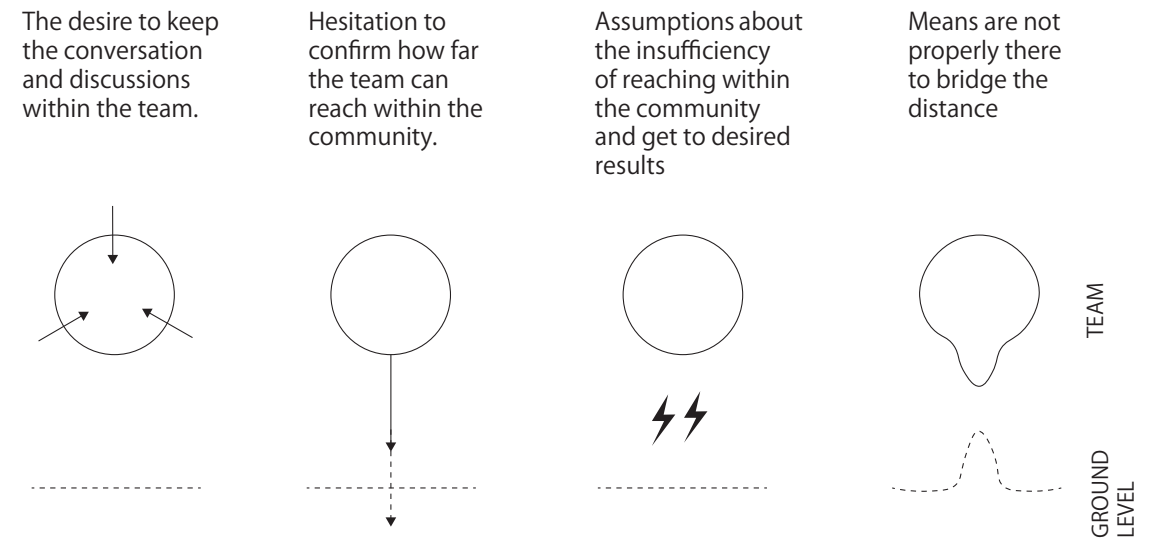 The desire to keep
the conversation
and discussions
within the team.
Hesitation to
confirm how far
the team can
reach within the
community.
Assumptions about
the insufficiency
of reaching within
the community
and get to desired
results
Means are not
properly there
to bridge the
distance
TEAM
GROUND
LEVEL